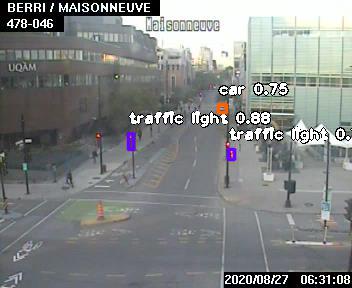 BERRI / MAISONNEUVE
478-046
Maisonneuve
UQAM
car 0.75
traffic light 0.88
traffic light 0.
2020/08/27 06:31:08